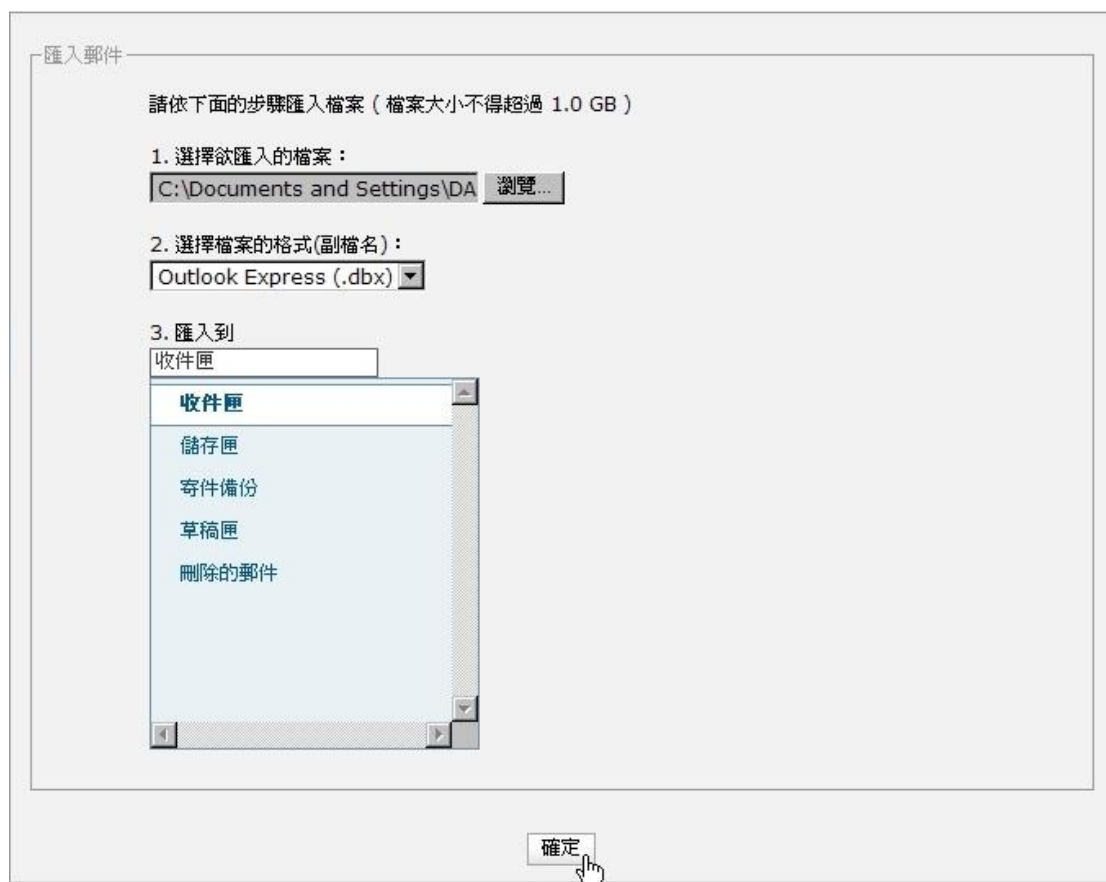 匯入郵件
請依下面的步驟匯入檔案 ( 檔案大小不得超過 1.0 GB )
1. 選擇欲匯入的檔案：
C:\Documents and Settings\DA 瀏覽...
2. 選擇檔案的格式(副檔名)：
Outlook Express (.dbx)
3. 匯入到
收件匣
收件匣
儲存匣
寄件備份
草稿匣
刪除的郵件
確定